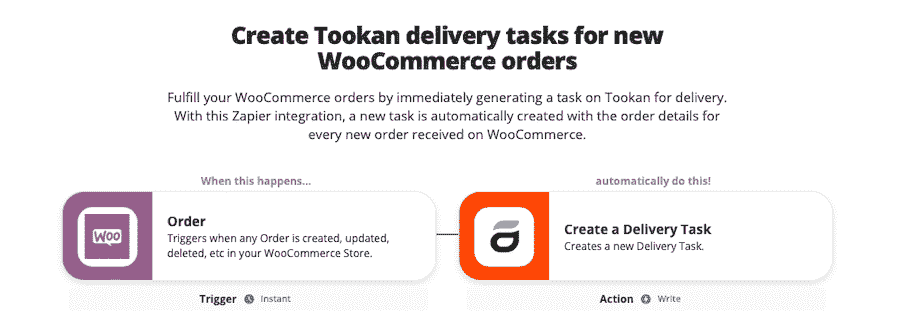 Create Tookan delivery tasks for new
WooCommerce orders
Fulfill your WooCommerce orders by immediately generating a task on Tookan for delivery.
With this Zapier integration, a new task is automatically created with the order details for
every new order received on WooCommerce.
When this happens...
automatically do this!
WOO
Order
Triggers when any Order is created, updated,
deleted, etc in your WooCommerce Store.
Create a Delivery Task
Creates a new Delivery Task.
Trigger Instant
Action Write